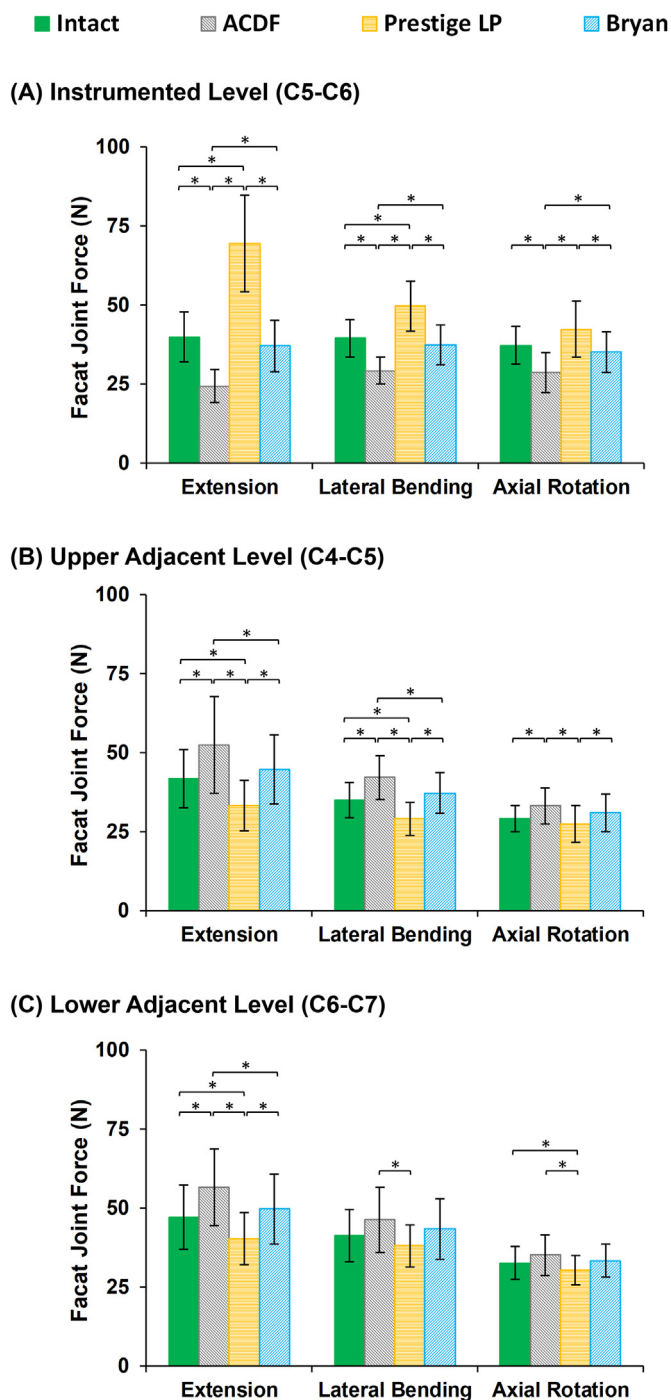 Intact ACDF Prestige LP Bryan
(A) Instrumented Level (C5-C6)
Facat Joint Force (N)
100
75
50
25
0
* * * * *
* * * * *
* * * *
Extension Lateral Bending Axial Rotation
(B) Upper Adjacent Level (C4-C5)
Facat Joint Force (N)
100
75
50
25
0
* * * * *
* * * * *
* * *
Extension Lateral Bending Axial Rotation
(C) Lower Adjacent Level (C6-C7)
Facat Joint Force (N)
100
75
50
25
0
* * * * *
*
* *
Extension Lateral Bending Axial Rotation